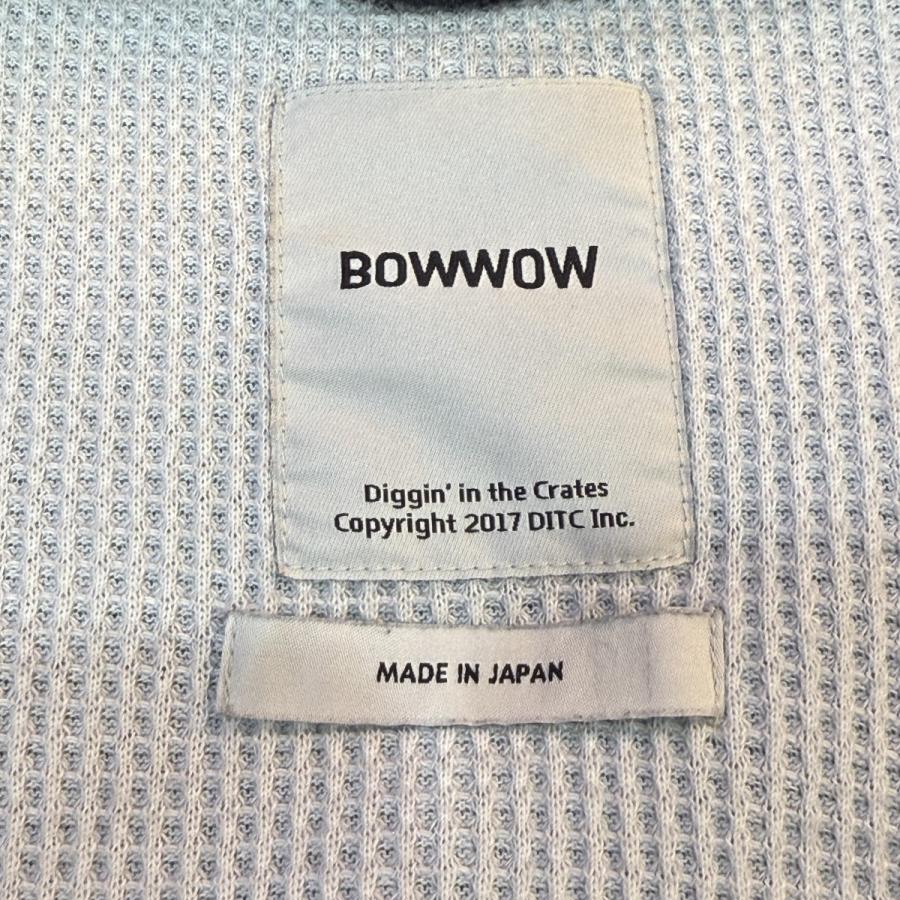 BOWWOW
Diggin' in the Crates
Copyright 2017 DITC Inc.
MADE IN JAPAN